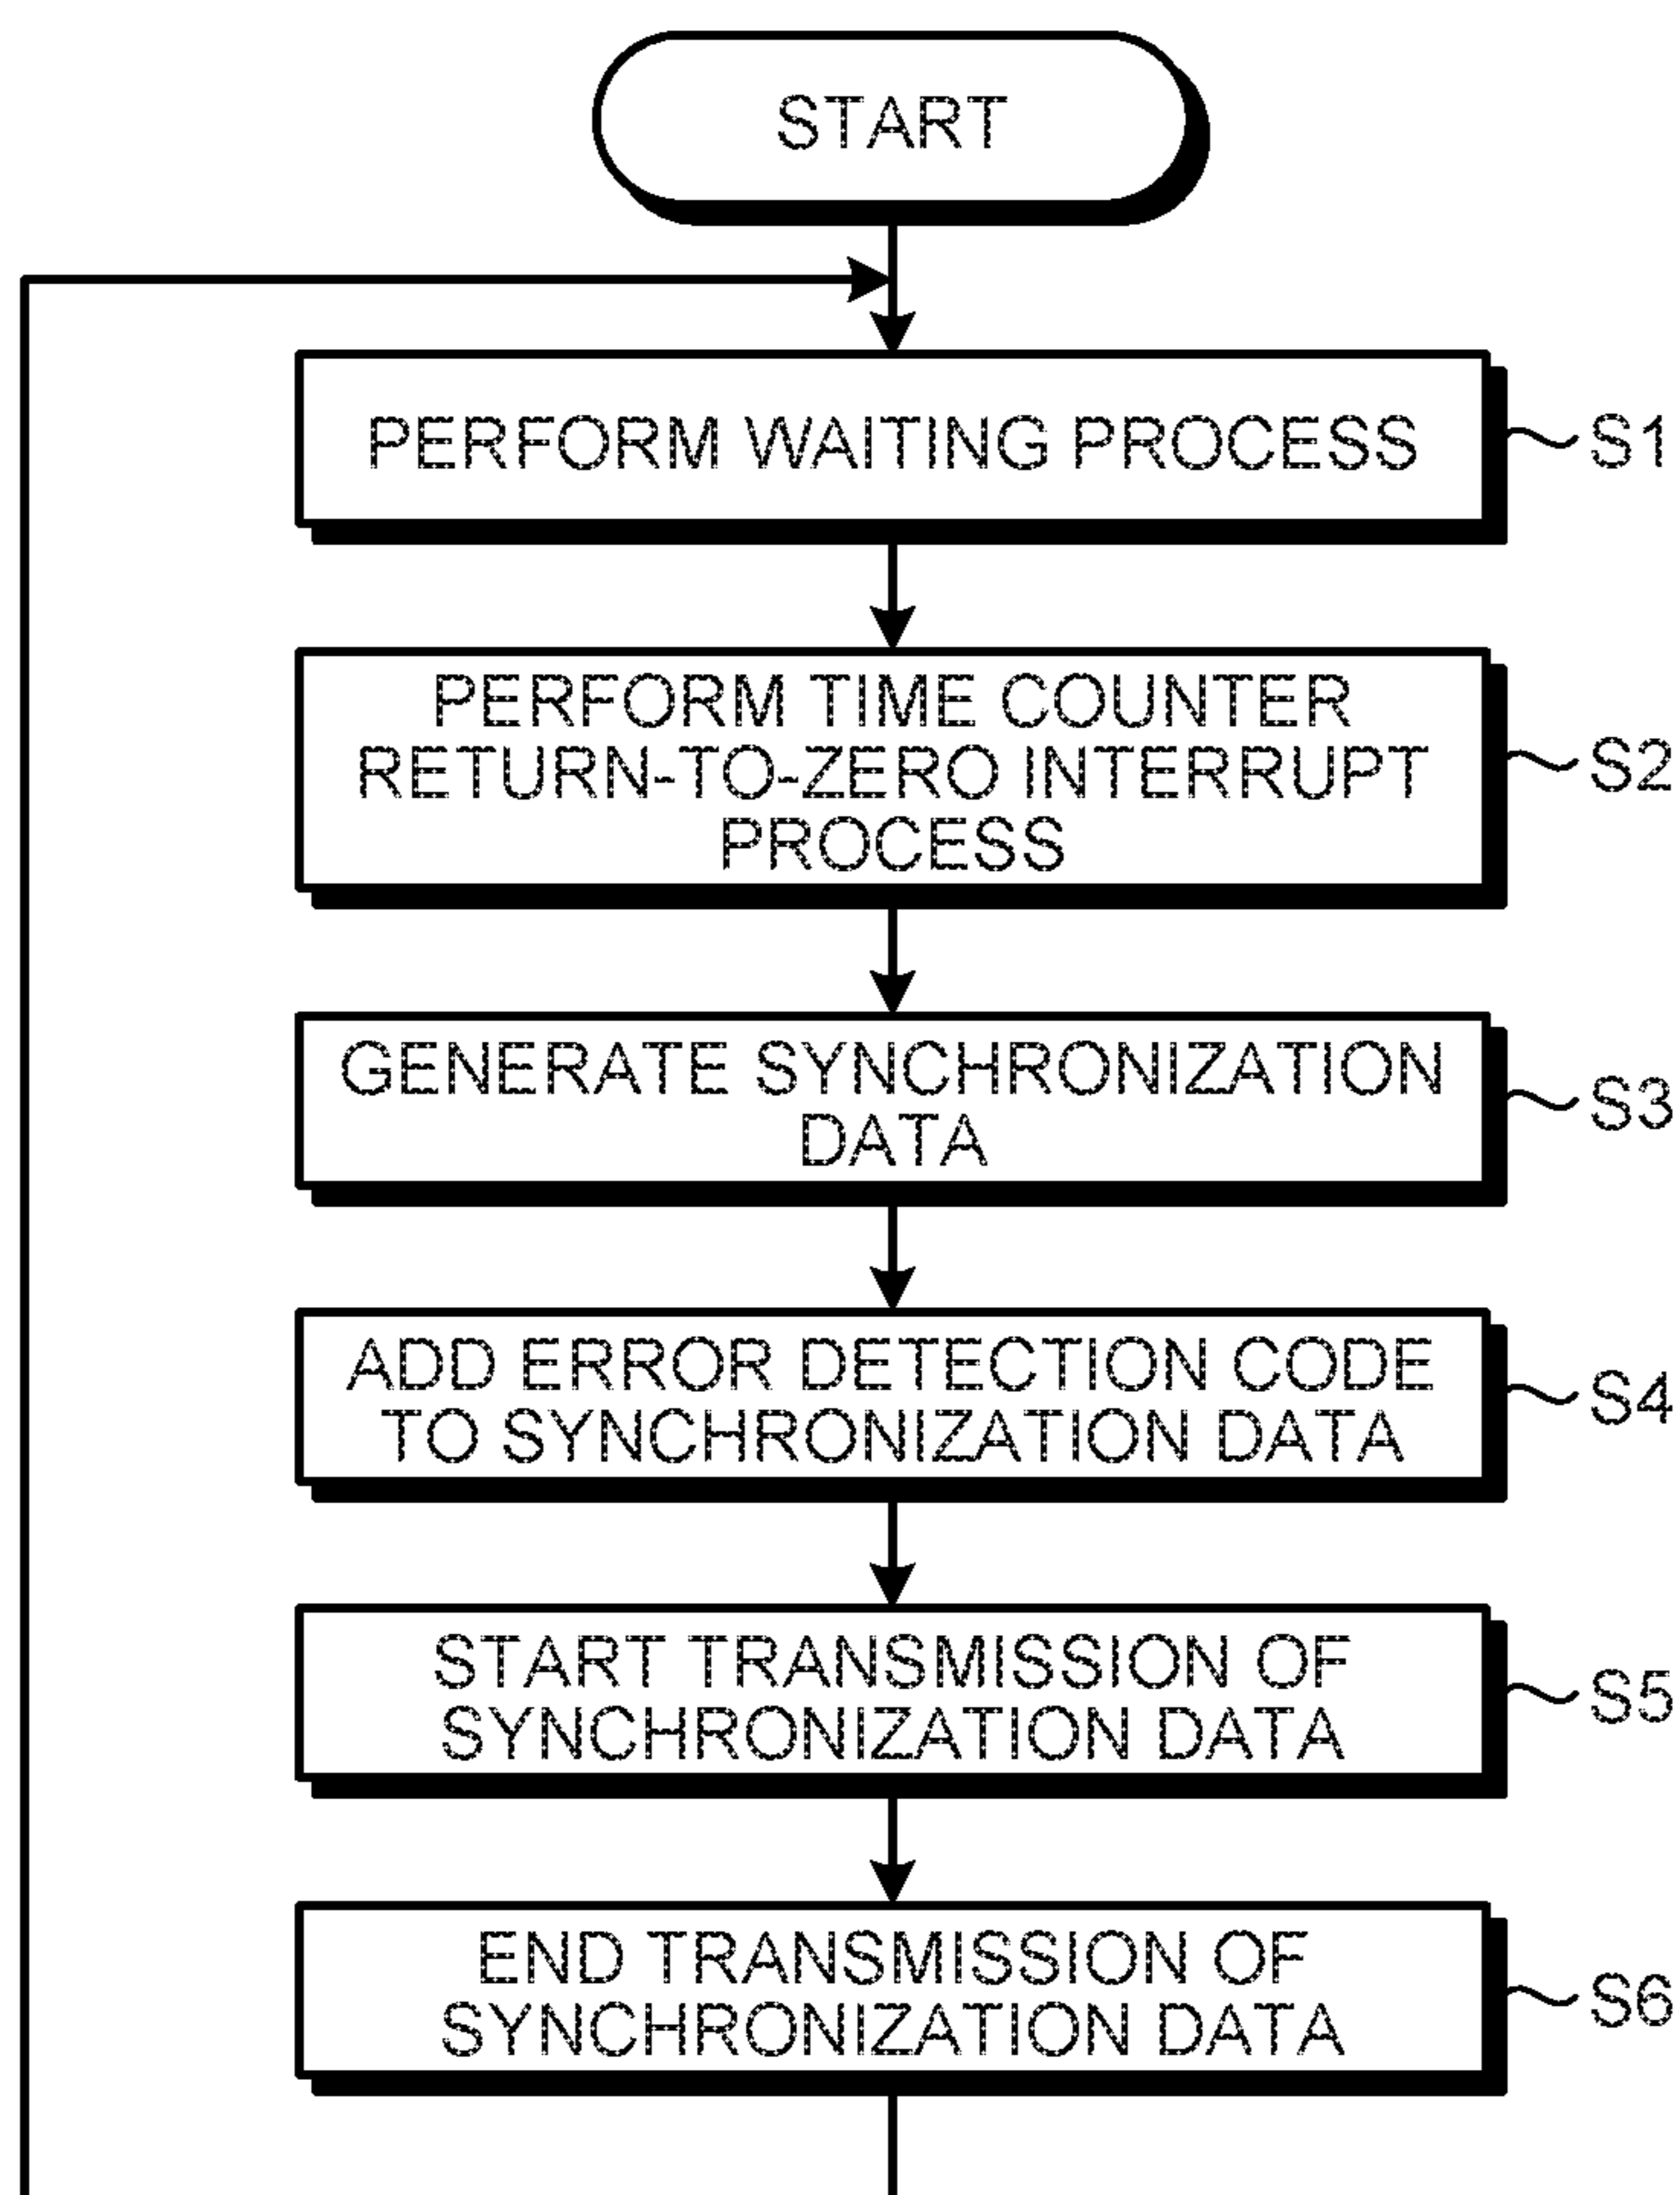 START
PERFORM WAITING PROCESS
S1
PERFORM TIME COUNTER
RETURN-TO-ZERO INTERRUPT
PROCESS
S2
GENERATE SYNCHRONIZATION
DATA
S3
ADD ERROR DETECTION CODE
TO SYNCHRONIZATION DATA
S4
START TRANSMISSION OF
SYNCHRONIZATION DATA
S5
END TRANSMISSION OF
SYNCHRONIZATION DATA
S6